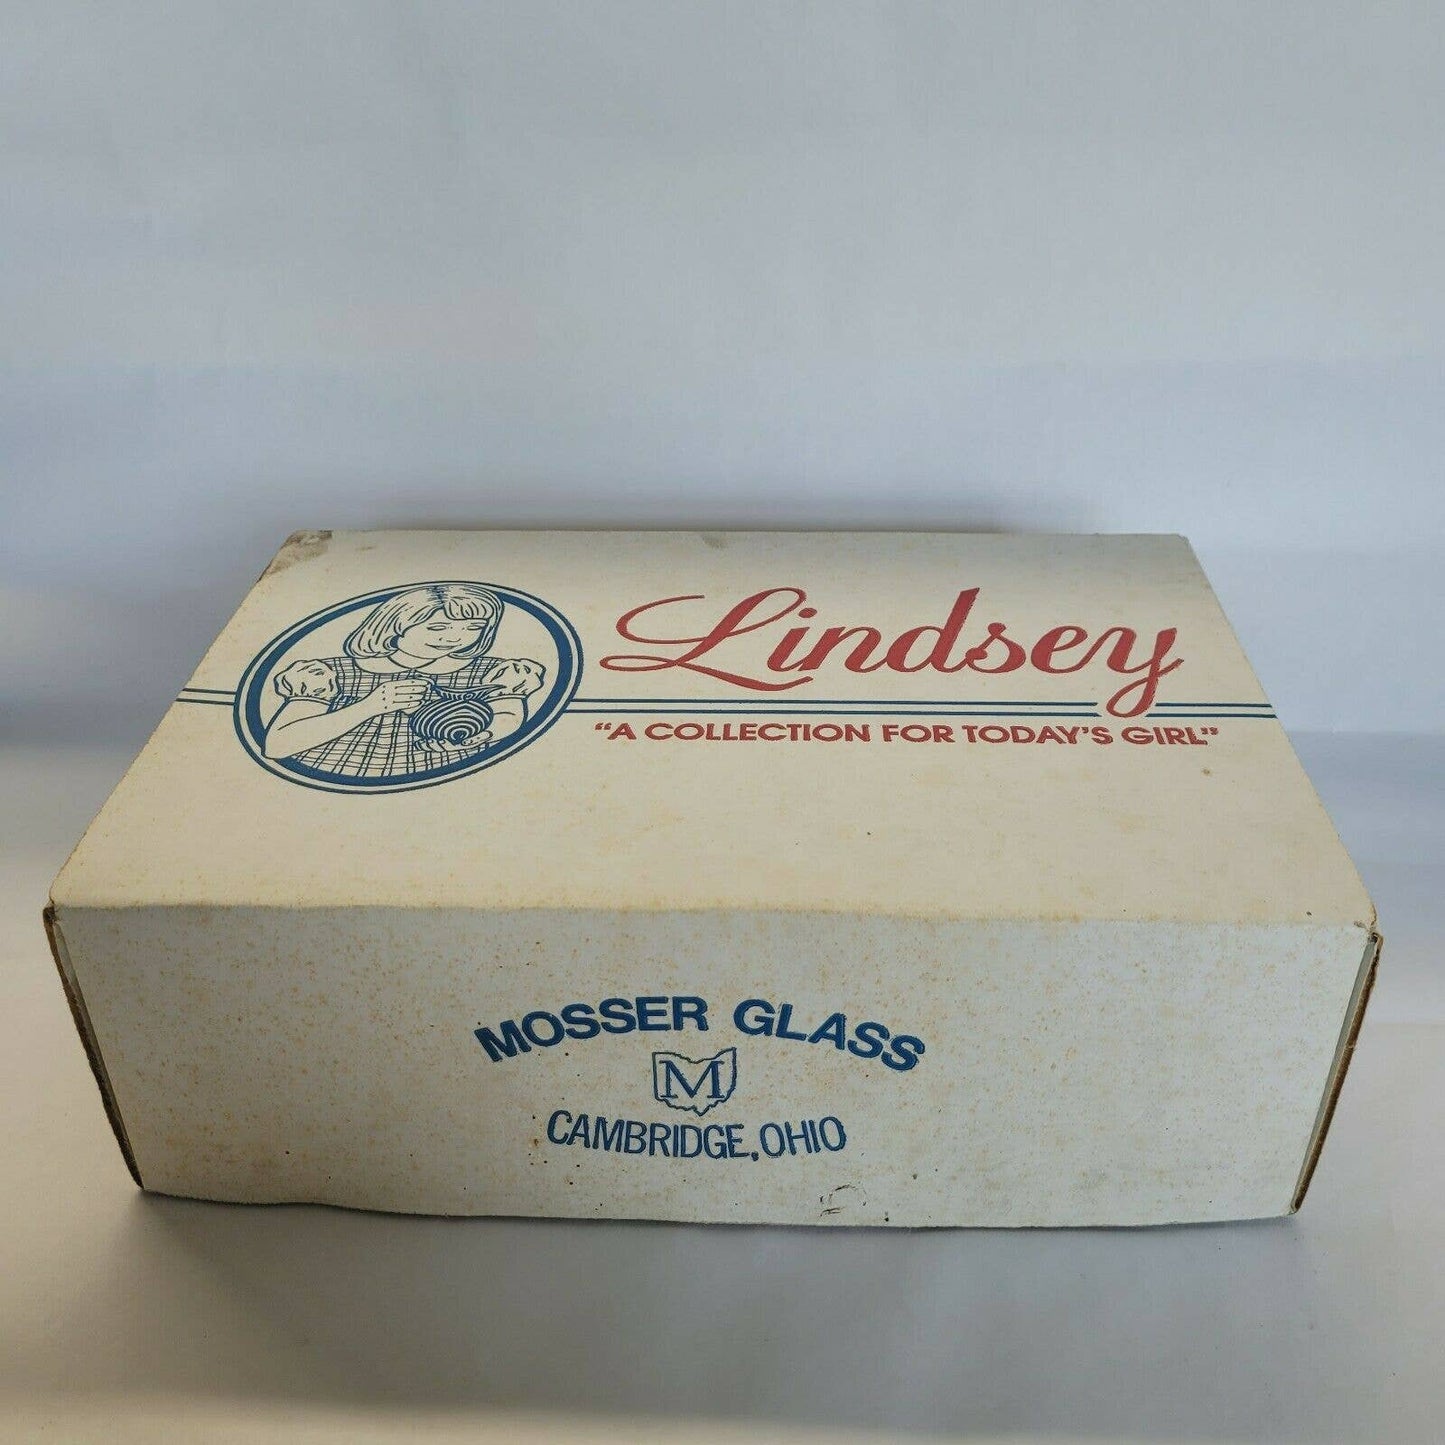 Lindsey
"A COLLECTION FOR TODAY'S GIRL"
MOSSER GLASS
M
CAMBRIDGE, OHIO